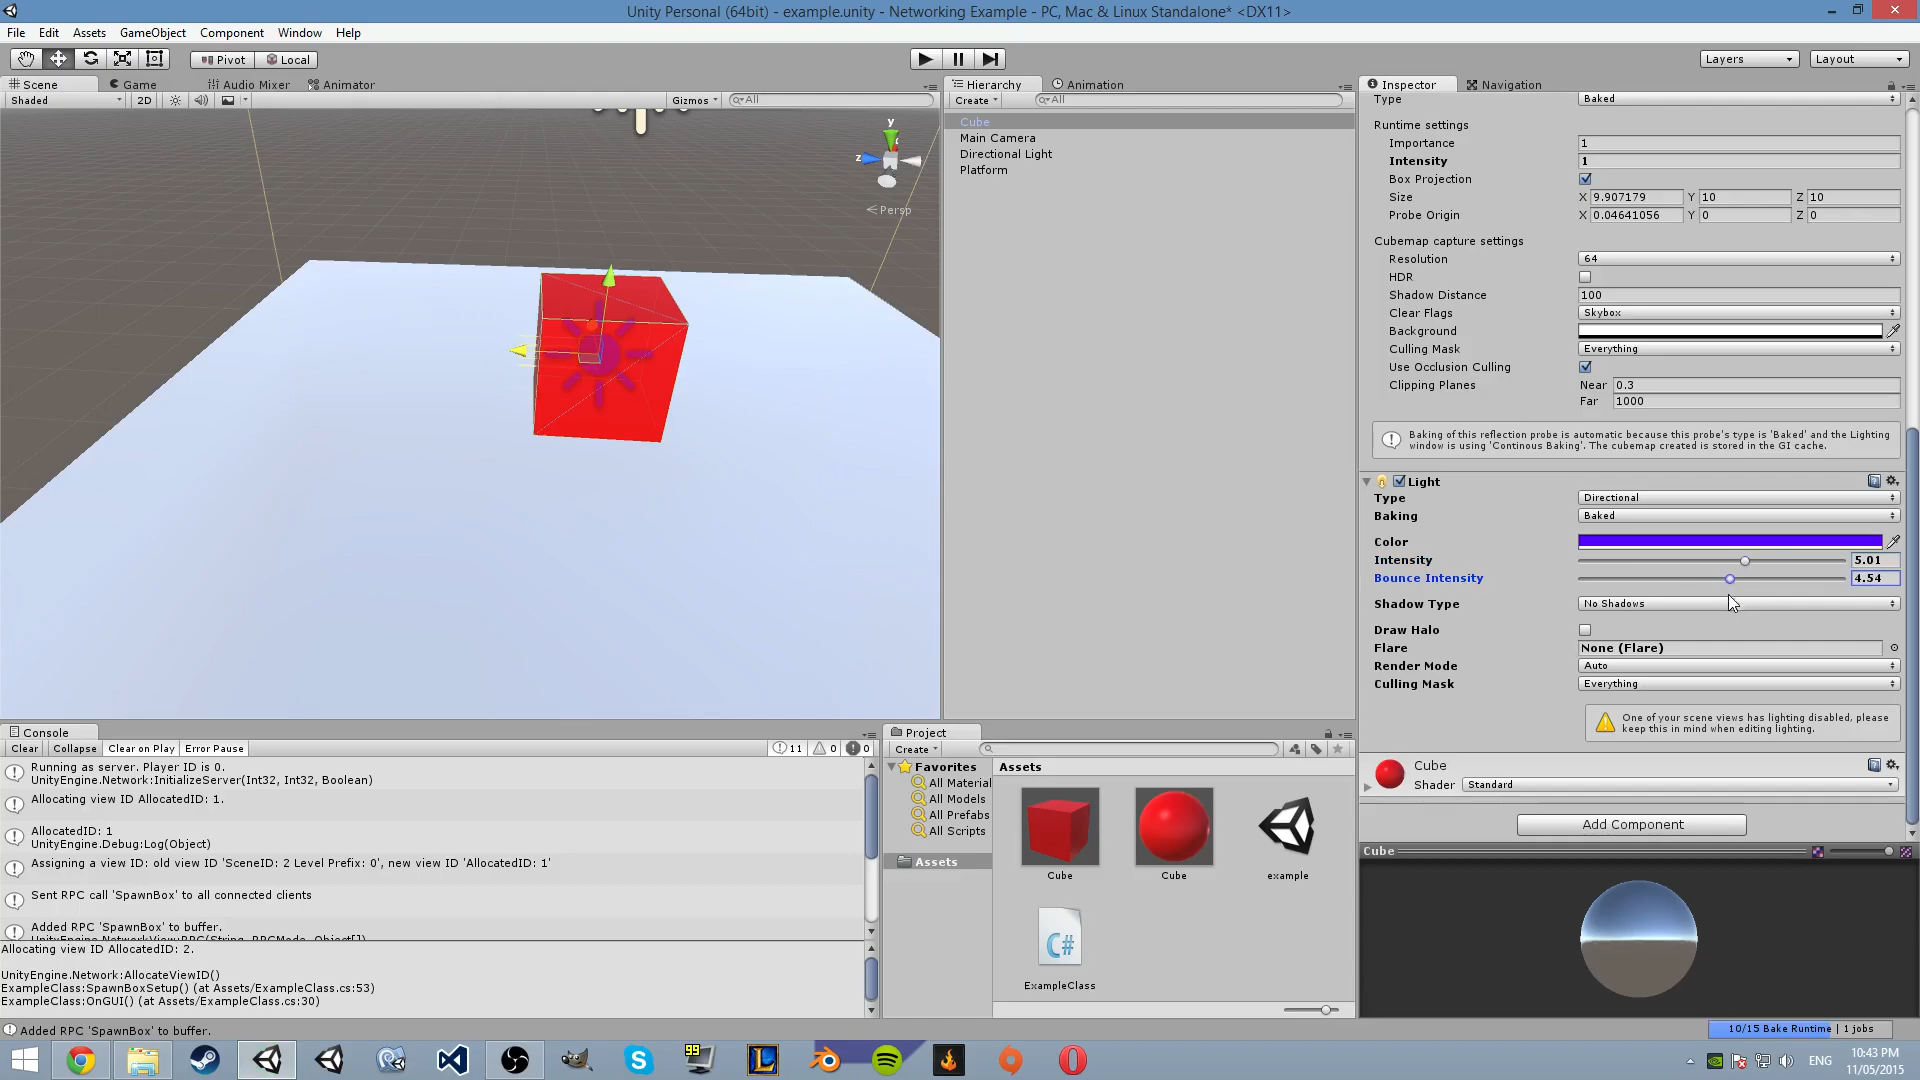 Unity Personal (64bit) - example.unity - Networking Example - PC, Mac & Linux Standalone* <DX11>
File Edit Assets GameObject Component Window Help
Pivot Local Layers Layout
Scene Game Audio Mixer Animator
Shaded 2D Gizmos All
y
z
Persp
Hierarchy Animation
Create All
Cube
Main Camera
Directional Light
Platform
Inspector Navigation
Type Baked
Runtime settings
Importance 1
Intensity 1
Box Projection
Size X 9.907179 Y 10 Z 10
Probe Origin X 0.04641056 Y 0 Z 0
Cubemap capture settings
Resolution 64
HDR
Shadow Distance 100
Clear Flags Skybox
Background
Culling Mask Everything
Use Occlusion Culling
Clipping Planes Near 0.3
Far 1000
Baking of this reflection probe is automatic because this probe's type is 'Baked' and the Lighting
window is using 'Continous Baking'. The cubemap created is stored in the GI cache.
Light
Type Directional
Baking Baked
Color
Intensity 5.01
Bounce Intensity 4.54
Shadow Type No Shadows
Draw Halo
Flare None (Flare)
Render Mode Auto
Culling Mask Everything
One of your scene views has lighting disabled, please
keep this in mind when editing lighting.
Cube
Shader Standard
Add Component
Cube
Console
Clear Collapse Clear on Play Error Pause 11 0 0
Running as server. Player ID is 0.
UnityEngine.Network:InitializeServer(Int32, Int32, Boolean)
Allocating view ID AllocatedID: 1.
AllocatedID: 1
UnityEngine.Debug:Log(Object)
Assigning a view ID: old view ID 'SceneID: 2 Level Prefix: 0', new view ID 'AllocatedID: 1'
Sent RPC call 'SpawnBox' to all connected clients
Added RPC 'SpawnBox' to buffer.
UnityEngine.NetworkView:RPC(String, RPCMode, Object[])
Allocating view ID AllocatedID: 2.
UnityEngine.Network:AllocateViewID()
ExampleClass:SpawnBoxSetup() (at Assets/ExampleClass.cs:53)
ExampleClass:OnGUI() (at Assets/ExampleClass.cs:30)
Added RPC 'SpawnBox' to buffer.
Project
Create
Favorites
All Material
All Models
All Prefabs
All Scripts
Assets
Assets
Cube Cube example
C#
ExampleClass
10/15 Bake Runtime | 1 jobs
99
L
ENG
10:43 PM
11/05/2015